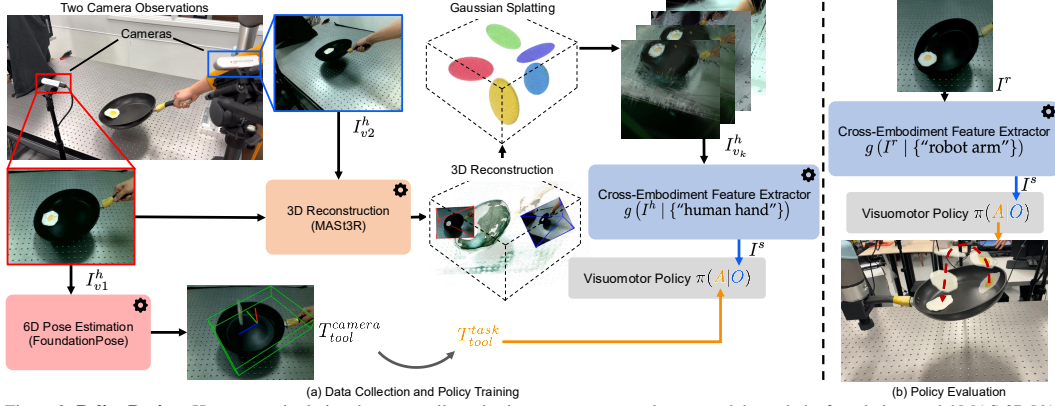 Two Camera Observations
Cameras
Gaussian Splatting
I^h_{v2}
I^h_{v_k}
I^r
Cross-Embodiment Feature Extractor
g (I^r | {"robot arm"})
I^s
Visuomotor Policy π(A|O)
3D Reconstruction
(MASt3R)
3D Reconstruction
Cross-Embodiment Feature Extractor
g (I^h | {"human hand"})
I^s
Visuomotor Policy π(A|O)
I^h_{v1}
6D Pose Estimation
(FoundationPose)
T^{camera}_{tool}
T^{task}_{tool}
(a) Data Collection and Policy Training
(b) Policy Evaluation